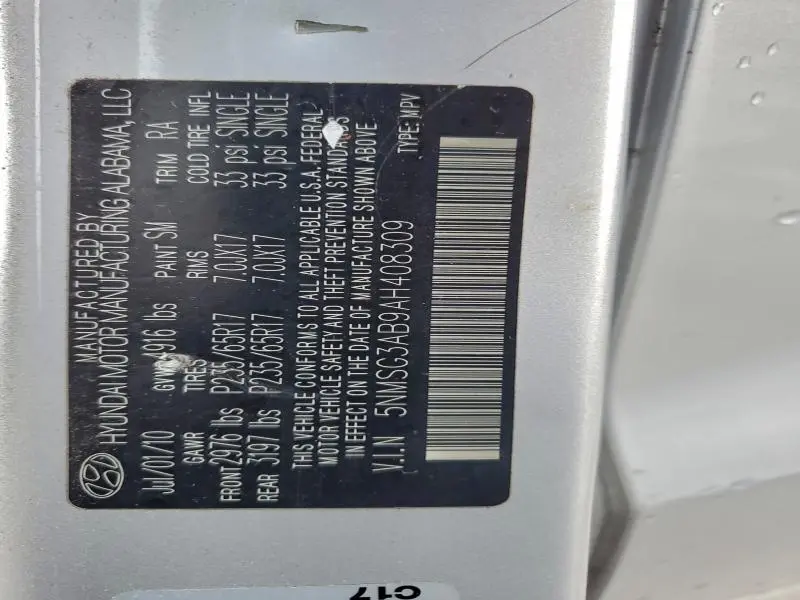 MANUFACTURED BY
HYUNDAI MOTOR MANUFACTURING ALABAMA, LLC
Jul/01/10 GVWR 4916 lbs PAINT SM TRIM RA
GAWR TIRES RIMS COLD TIRE INFL
FRONT 2976 lbs P235/65R17 7.0JX17 33 psi SINGLE
REAR 3197 lbs P235/65R17 7.0JX17 33 psi SINGLE
THIS VEHICLE CONFORMS TO ALL APPLICABLE U.S.A. FEDERAL
MOTOR VEHICLE SAFETY AND THEFT PREVENTION STANDARDS
IN EFFECT ON THE DATE OF MANUFACTURE SHOWN ABOVE
V.I.N 5NMSG3AB9AH408309 TYPE: MPV
C17